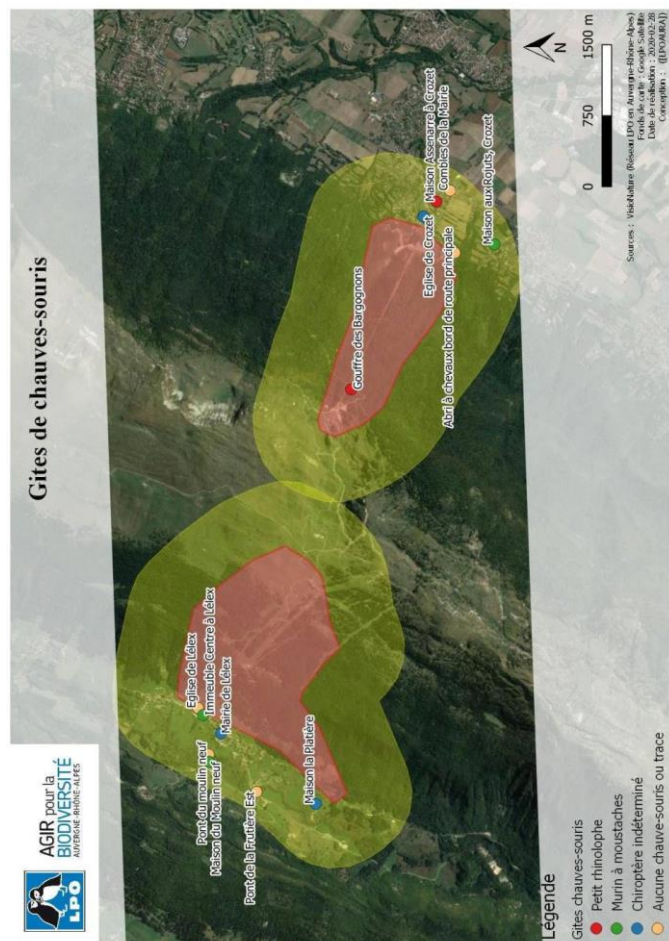 LPO
AGIR pour la
BIODIVERSITÉ
AUVERGNE-RHÔNE-ALPES
Gites de chauves-souris
Eglise de Lélex
Immeuble Centre à Lélex
Mairie de Lélex
Pont du moulin neuf
Maison du Moulin neuf
Pont de la Frutière Est
Maison la Platière
Gouffre des Bargognons
Maison Assenarre à Crozet
Combles de la Mairie
Eglise de Crozet
Abri à chevaux bord de route principale
Maison aux Rojuts, Crozet
Légende
Gites chauves-souris
Petit rhinolophe
Murin à moustaches
Chiroptère indéterminé
Aucune chauve-souris ou trace
N
0 750 1500 m
Sources : VisioNature (Réseau LPO en Auvergne-Rhône-Alpes)
Fonds de carte : Google Satellite
Date de réalisation : 2020-02-28
Conception : (LPOAURA)